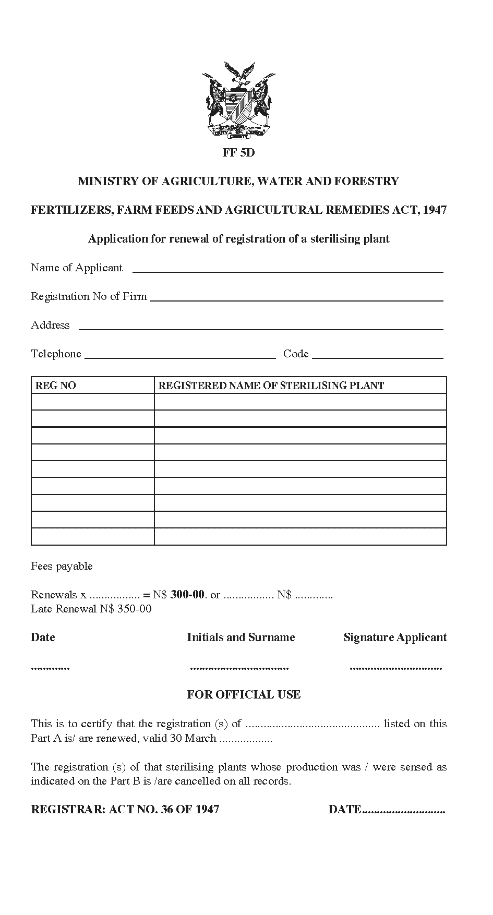 FF 5D
MINISTRY OF AGRICULTURE, WATER AND FORESTRY
FERTILIZERS, FARM FEEDS AND AGRICULTURAL REMEDIES ACT, 1947
Application for renewal of registration of a sterilising plant
Name of Applicant
Registration No of Firm
Address
Telephone Code
REG NO REGISTERED NAME OF STERILISING PLANT
Fees payable
Renewals x ................. = N$ 300-00. or ................. N$ .............
Late Renewal N$ 350-00
Date Initials and Surname Signature Applicant
............. ................................. ...............................
FOR OFFICIAL USE
This is to certify that the registration (s) of ............................................. listed on this
Part A is/ are renewed, valid 30 March ..................
The registration (s) of that sterilising plants whose production was / were sensed as
indicated on the Part B is /are cancelled on all records.
REGISTRAR: ACT NO. 36 OF 1947 DATE............................